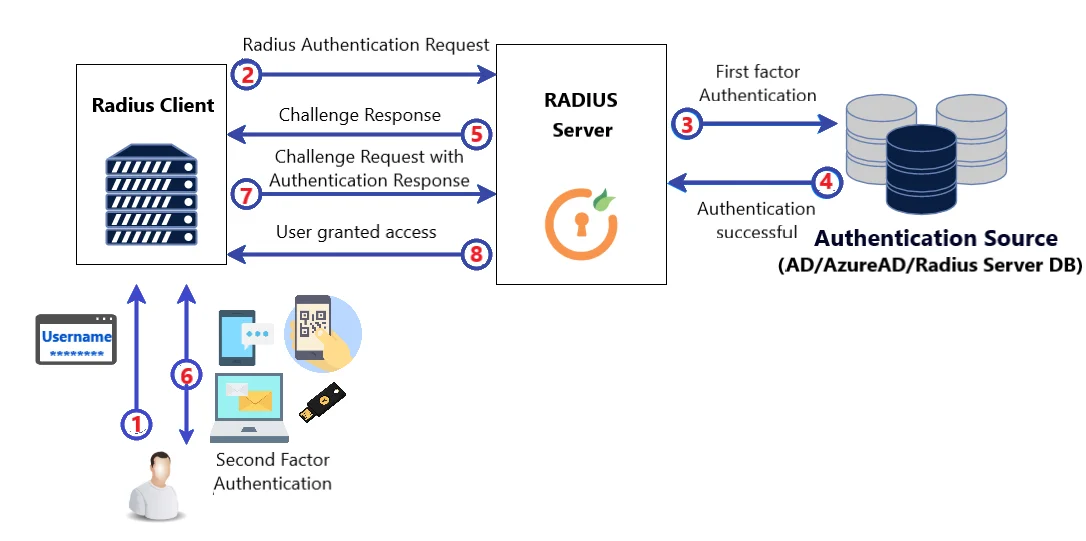 Radius Authentication Request
2
Radius Client
RADIUS
Server
First factor
Authentication
3
Challenge Response
5
Challenge Request with
Authentication Response
7
4
Authentication
successful
User granted access
8
Authentication Source
(AD/AzureAD/Radius Server DB)
Username
********
6
1
Second Factor
Authentication